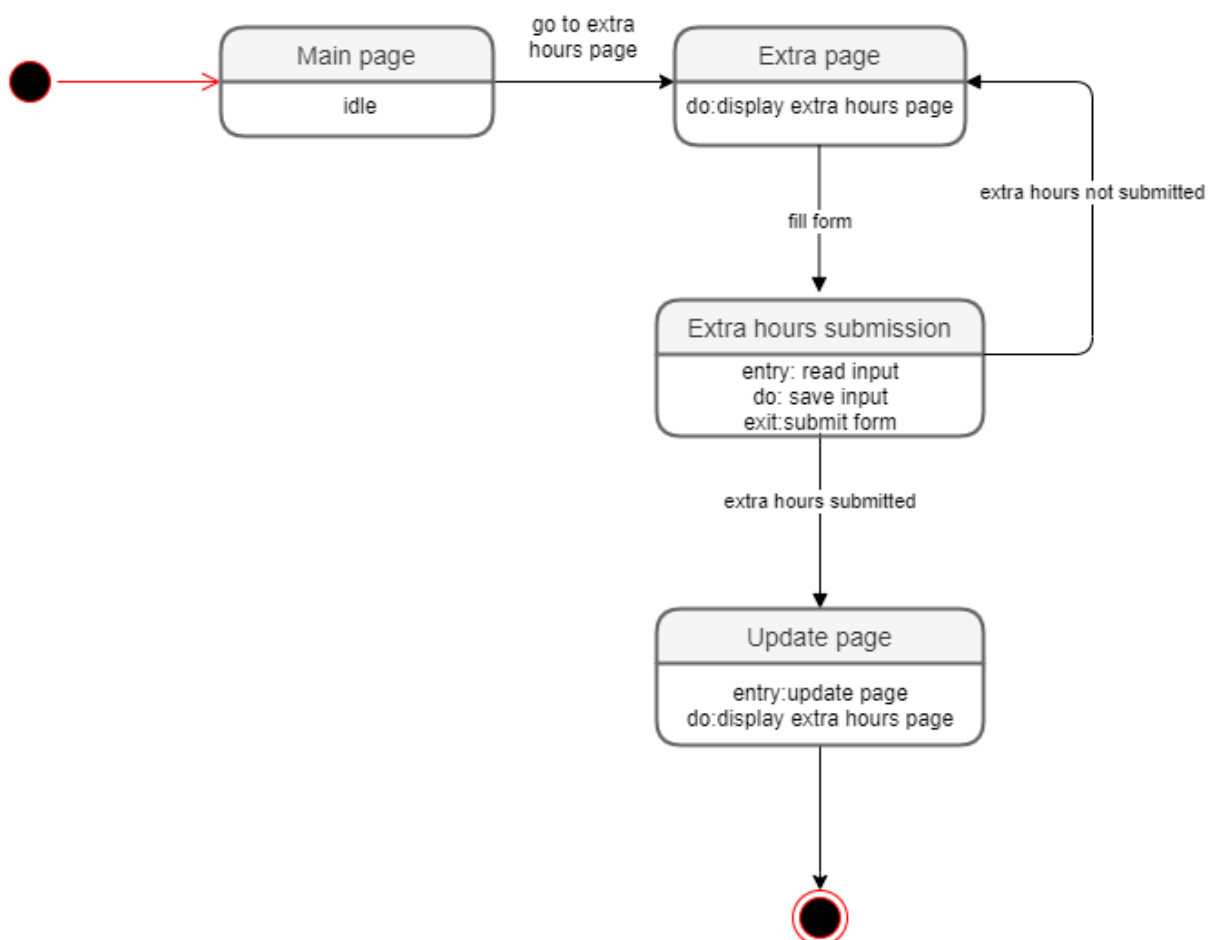 Main page
idle
go to extra
hours page
Extra page
do:display extra hours page
extra hours not submitted
fill form
Extra hours submission
entry: read input
do: save input
exit:submit form
extra hours submitted
Update page
entry:update page
do:display extra hours page